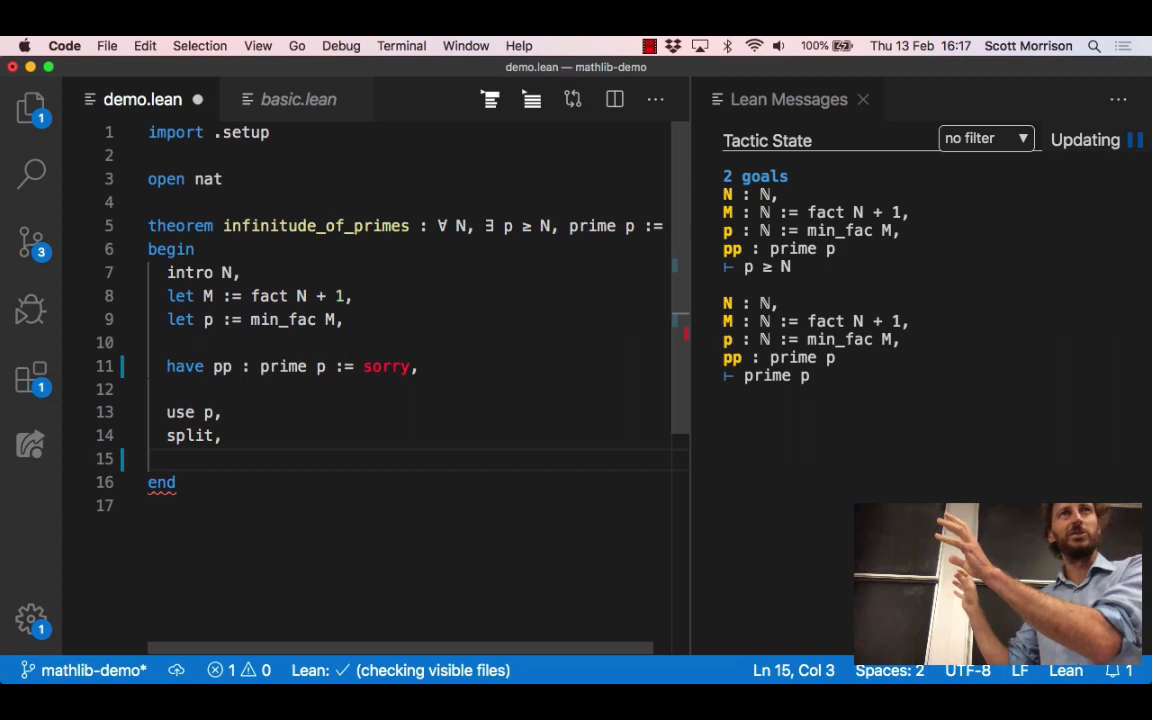 Code File Edit Selection View Go Debug Terminal Window Help 100% Thu 13 Feb 16:17 Scott Morrison
demo.lean — mathlib-demo
demo.lean basic.lean
Lean Messages
Tactic State no filter Updating
1 import .setup
2
3 open nat
4
5 theorem infinitude_of_primes : ∀ N, ∃ p ≥ N, prime p :=
6 begin
7 intro N,
8 let M := fact N + 1,
9 let p := min_fac M,
10
11 have pp : prime p := sorry,
12
13 use p,
14 split,
15
16 end
17
2 goals
N : ℕ,
M : ℕ := fact N + 1,
p : ℕ := min_fac M,
pp : prime p
⊢ p ≥ N
N : ℕ,
M : ℕ := fact N + 1,
p : ℕ := min_fac M,
pp : prime p
⊢ prime p
1
3
1
1
mathlib-demo* 1 0 Lean: ✓ (checking visible files) Ln 15, Col 3 Spaces: 2 UTF-8 LF Lean 1